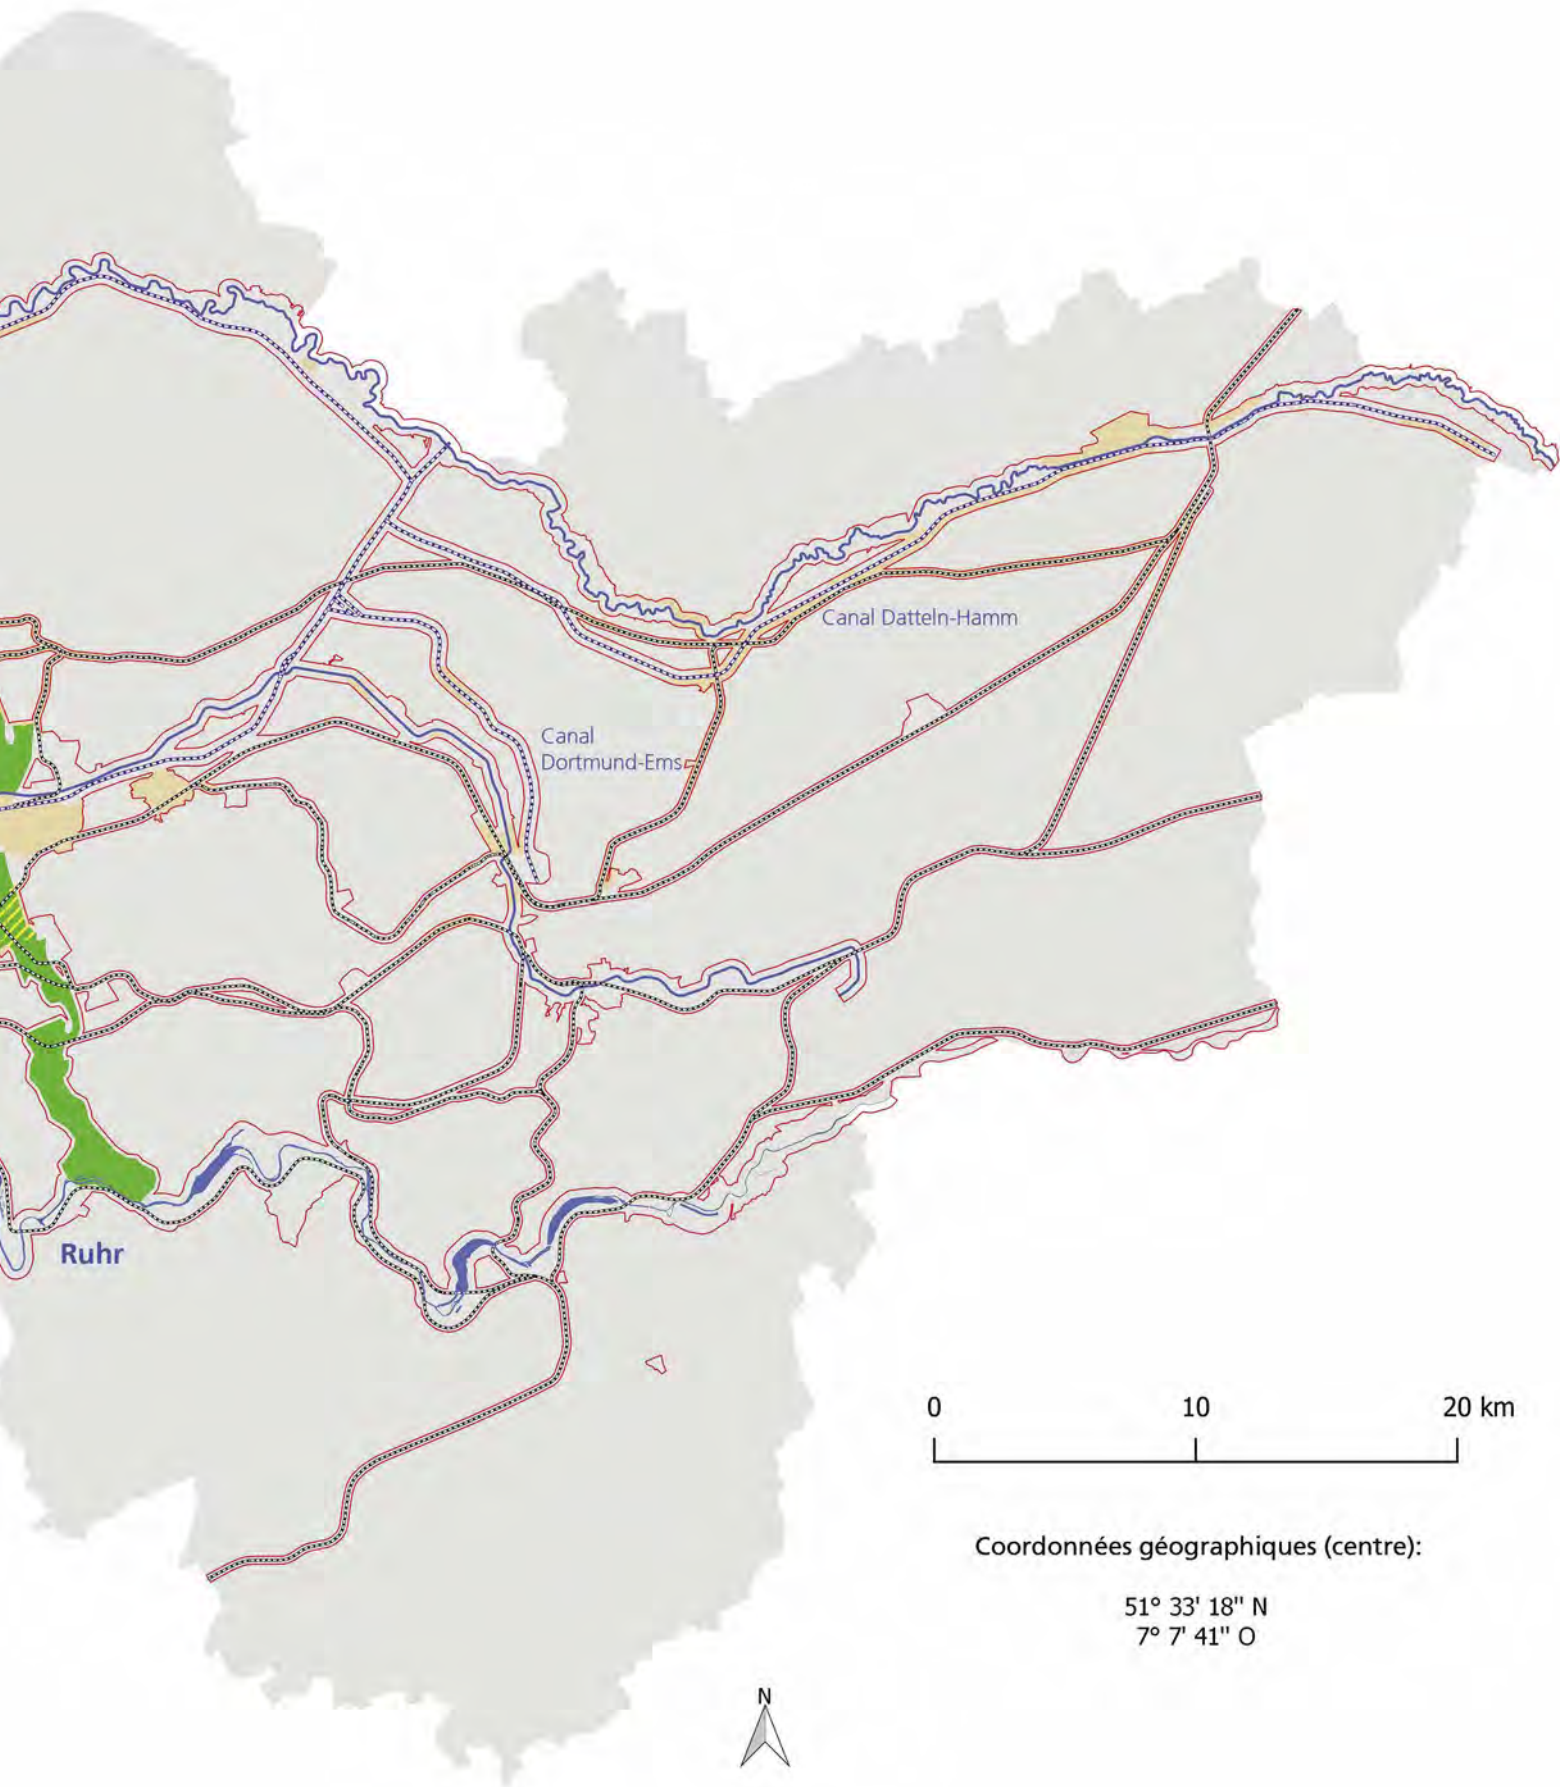 Canal Datteln-Hamm
Canal
Dortmund-Ems
Ruhr
0 10 20 km
Coordonnées géographiques (centre):
51° 33' 18" N
7° 7' 41" O
N